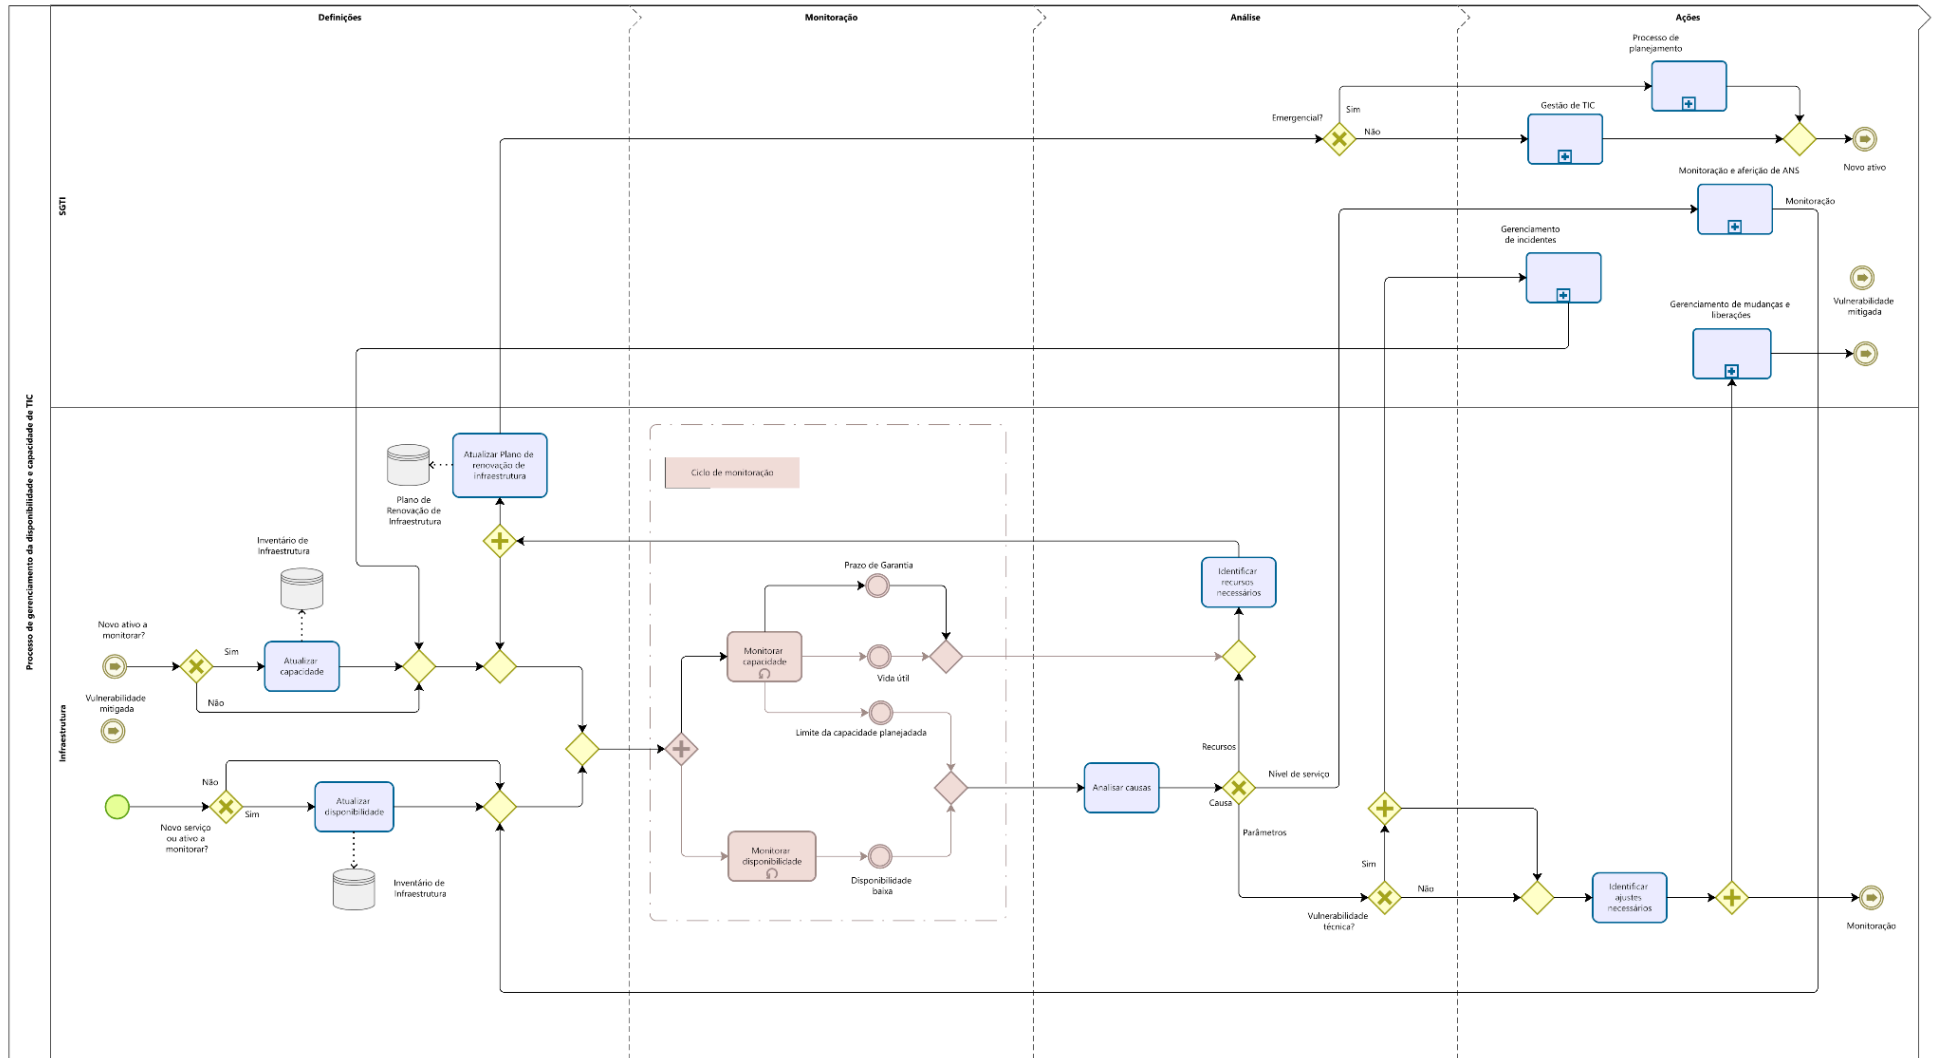 Definições
Monitoração
Análise
Ações
Processo de gerenciamento da disponibilidade e capacidade de TIC
SGTI
Infraestrutura
Processo de
planejamento
Emergencial?
Sim
Não
Gestão de TIC
Novo ativo
Monitoração e aferição de ANS
Monitoração
Gerenciamento
de incidentes
Vulnerabilidade
mitigada
Gerenciamento de mudanças e
liberações
Atualizar Plano de
renovação de
infraestrutura
Plano de
Renovação de
Infraestrutura
Ciclo de monitoração
Inventário de
Infraestrutura
Novo ativo a
monitorar?
Sim
Atualizar
capacidade
Não
Vulnerabilidade
mitigada
Prazo de Garantia
Monitorar
capacidade
Vida útil
Limite da capacidade planejadada
Identificar
recursos
necessários
Recursos
Nível de serviço
Analisar causas
Causa
Parâmetros
Não
Sim
Novo serviço
ou ativo a
monitorar?
Atualizar
disponibilidade
Inventário de
Infraestrutura
Monitorar
disponibilidade
Disponibilidade
baixa
Sim
Não
Vulnerabilidade
técnica?
Identificar
ajustes
necessários
Monitoração